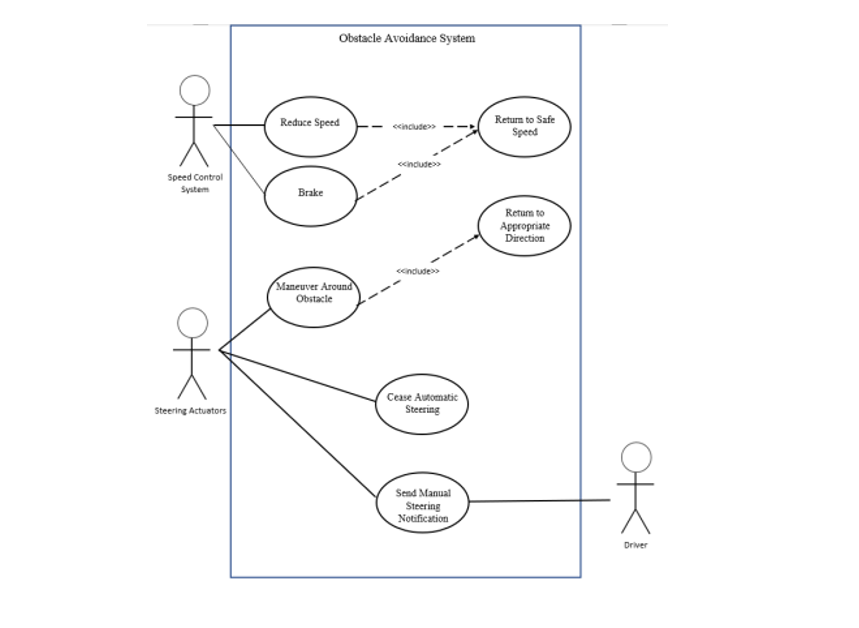 Obstacle Avoidance System
Reduce Speed
<<include>>
Return to Safe
Speed
Speed Control
System
<<include>>
Brake
Return to
Appropriate
Direction
<<include>>
Maneuver Around
Obstacle
Steering Actuators
Cease Automatic
Steering
Send Manual
Steering
Notification
Driver